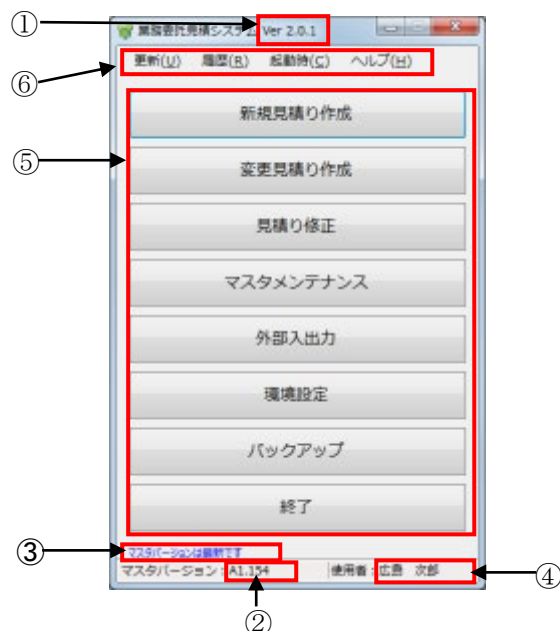 ①
業務委託見積システム Ver 2.0.1
⑥
更新(U) 履歴(R) 起動時(C) ヘルプ(H)
⑤
新規見積り作成
変更見積り作成
見積り修正
マスタメンテナンス
外部入出力
環境設定
バックアップ
終了
③
マスタバージョンは最新です
マスタバージョン：A1.154 使用者：広島 次郎
④
②